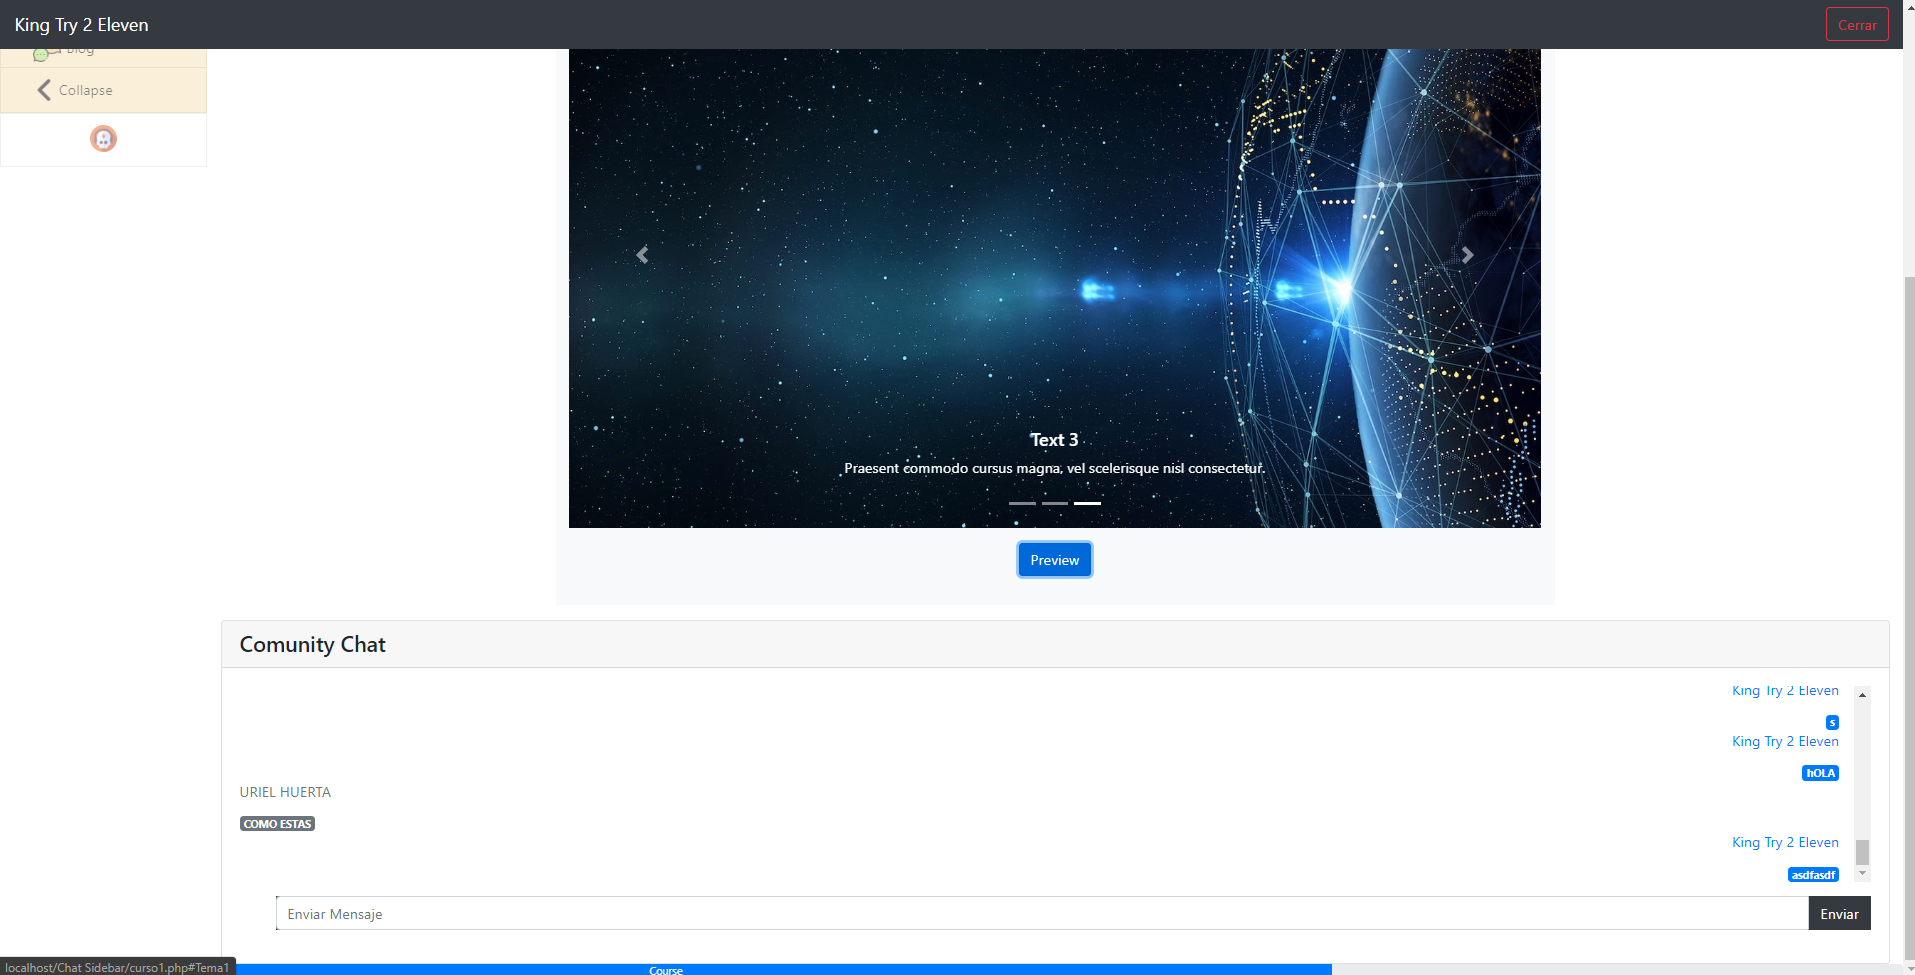 King Try 2 Eleven
Cerrar
Blog
Collapse
Text 3
Praesent commodo cursus magna, vel scelerisque nisl consectetur.
Preview
Comunity Chat
King Try 2 Eleven
s
King Try 2 Eleven
hOLA
URIEL HUERTA
COMO ESTAS
King Try 2 Eleven
asdfasdf
Enviar Mensaje
Enviar
localhost/Chat Sidebar/curso1.php#Tema1
Course